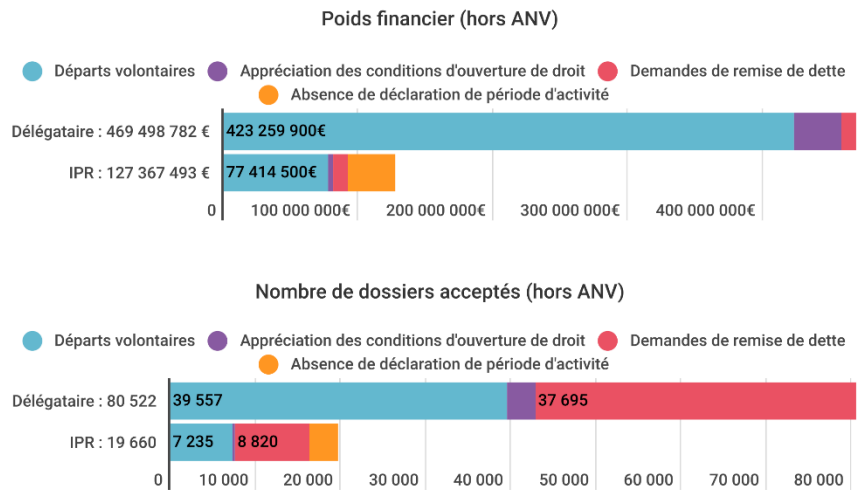 Poids financier (hors ANV)
Départs volontaires Appréciation des conditions d'ouverture de droit Demandes de remise de dette
Absence de déclaration de période d'activité
Délégataire : 469 498 782 € 423 259 900€
IPR : 127 367 493 € 77 414 500€
0 100 000 000€ 200 000 000€ 300 000 000€ 400 000 000€
Nombre de dossiers acceptés (hors ANV)
Départs volontaires Appréciation des conditions d'ouverture de droit Demandes de remise de dette
Absence de déclaration de période d'activité
Délégataire : 80 522 39 557 37 695
IPR : 19 660 7 235 8 820
0 10 000 20 000 30 000 40 000 50 000 60 000 70 000 80 000